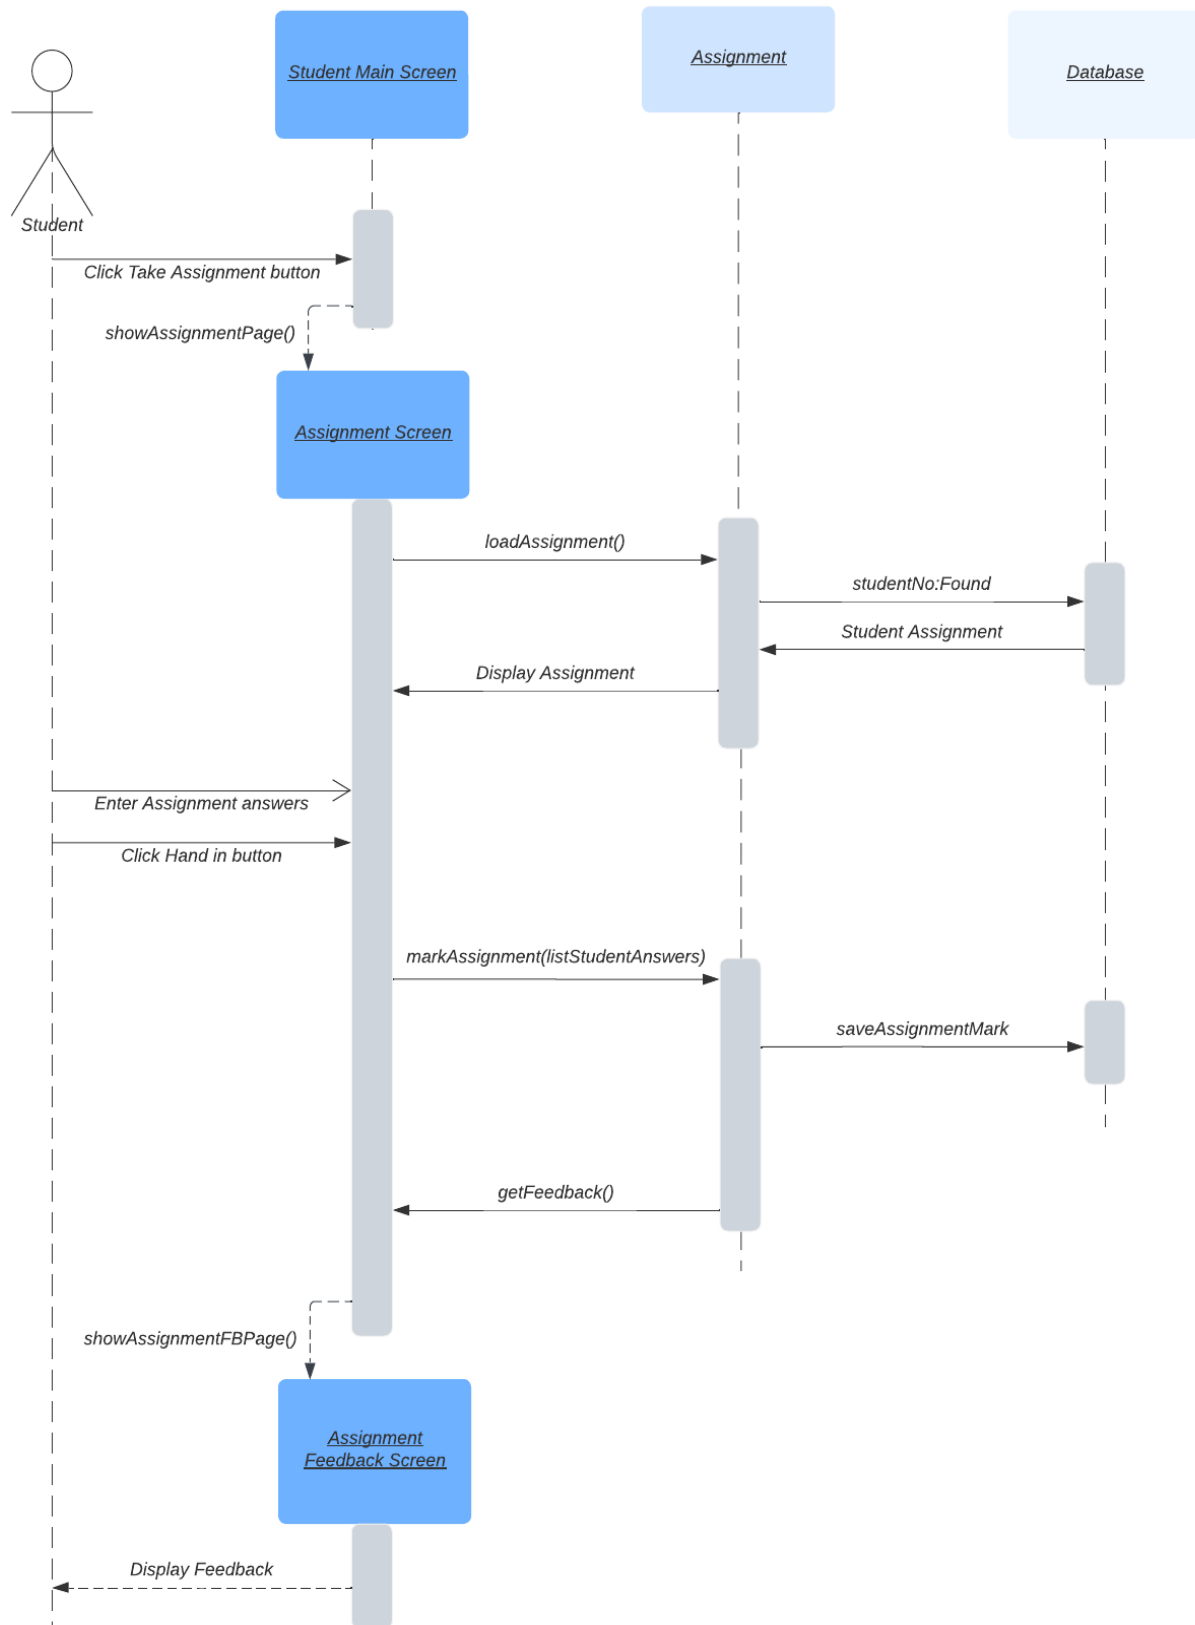 Student Main Screen
Assignment
Database
Student
Click Take Assignment button
showAssignmentPage()
Assignment Screen
loadAssignment()
studentNo:Found
Student Assignment
Display Assignment
Enter Assignment answers
Click Hand in button
markAssignment(listStudentAnswers)
saveAssignmentMark
getFeedback()
showAssignmentFBPage()
Assignment
Feedback Screen
Display Feedback